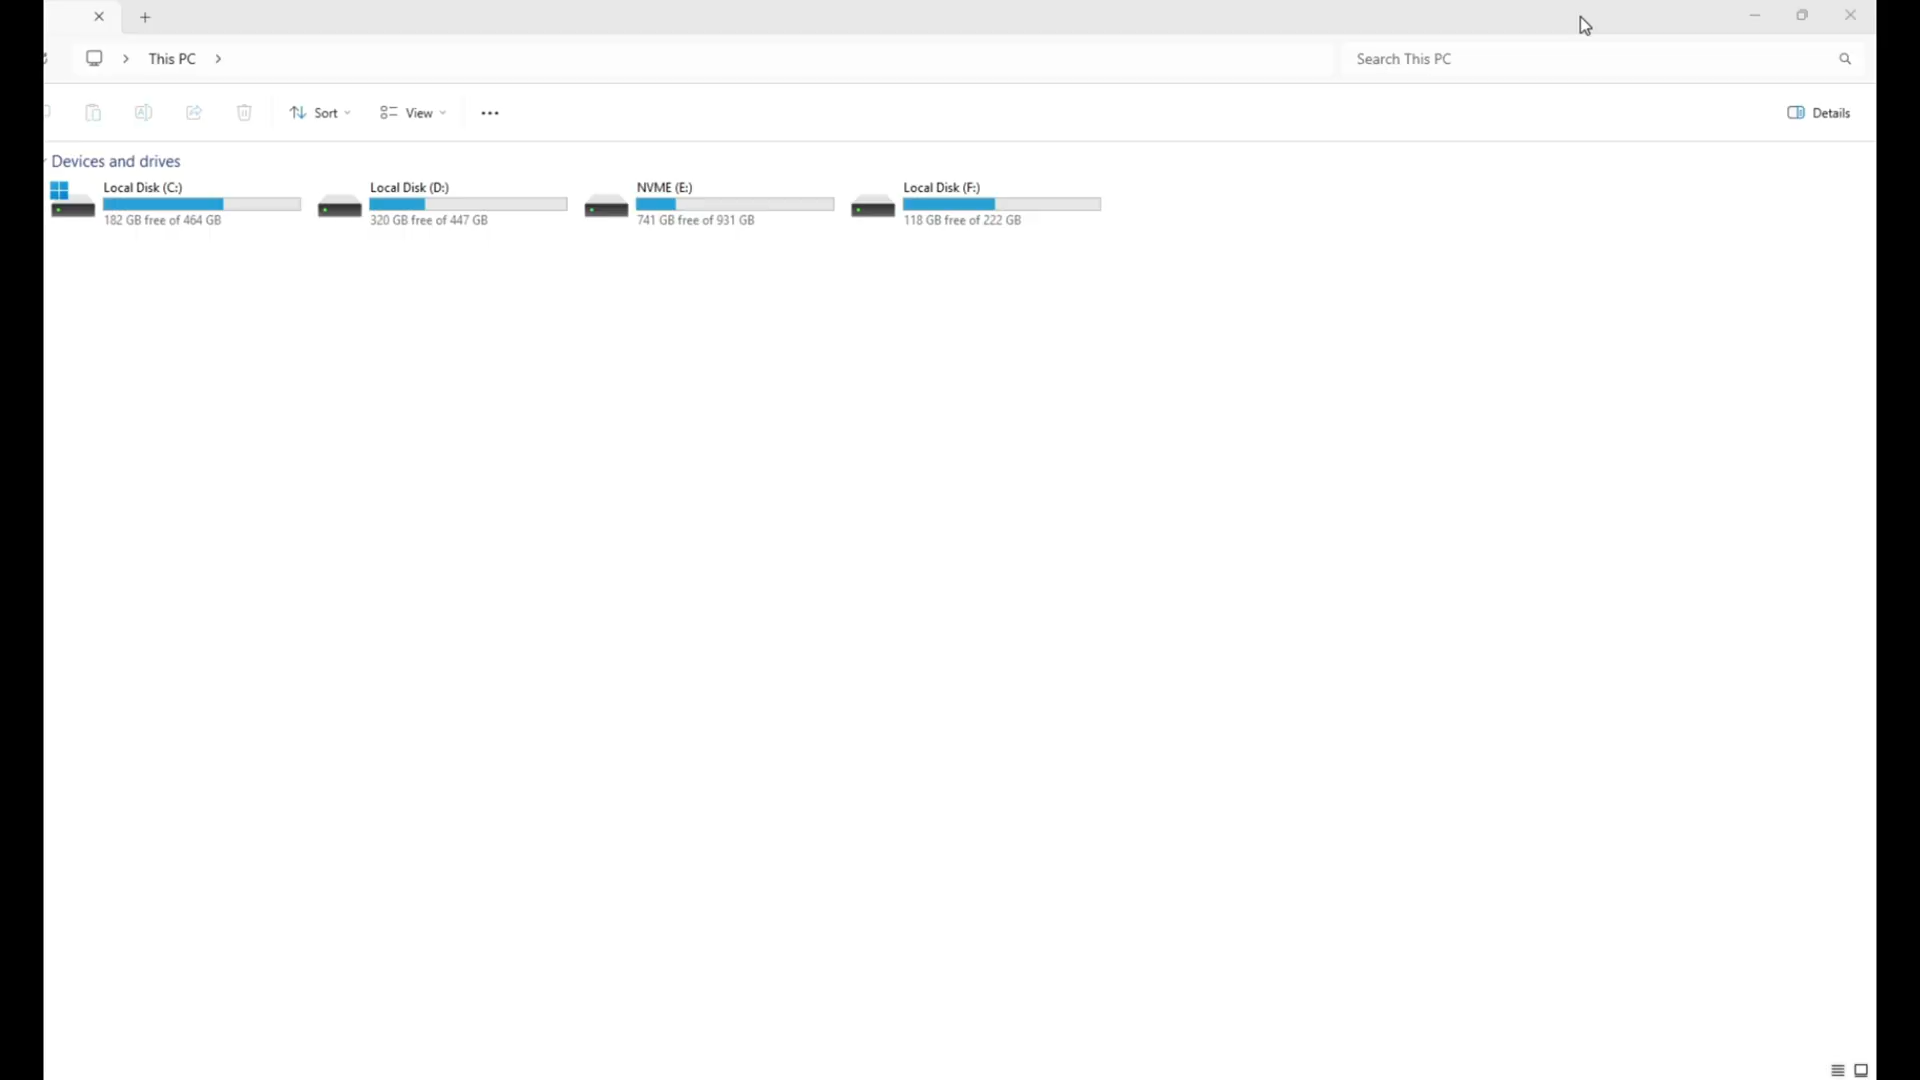 This PC
Search This PC
Sort
View
Details
Devices and drives
Local Disk (C:)
182 GB free of 464 GB
Local Disk (D:)
320 GB free of 447 GB
NVME (E:)
741 GB free of 931 GB
Local Disk (F:)
118 GB free of 222 GB